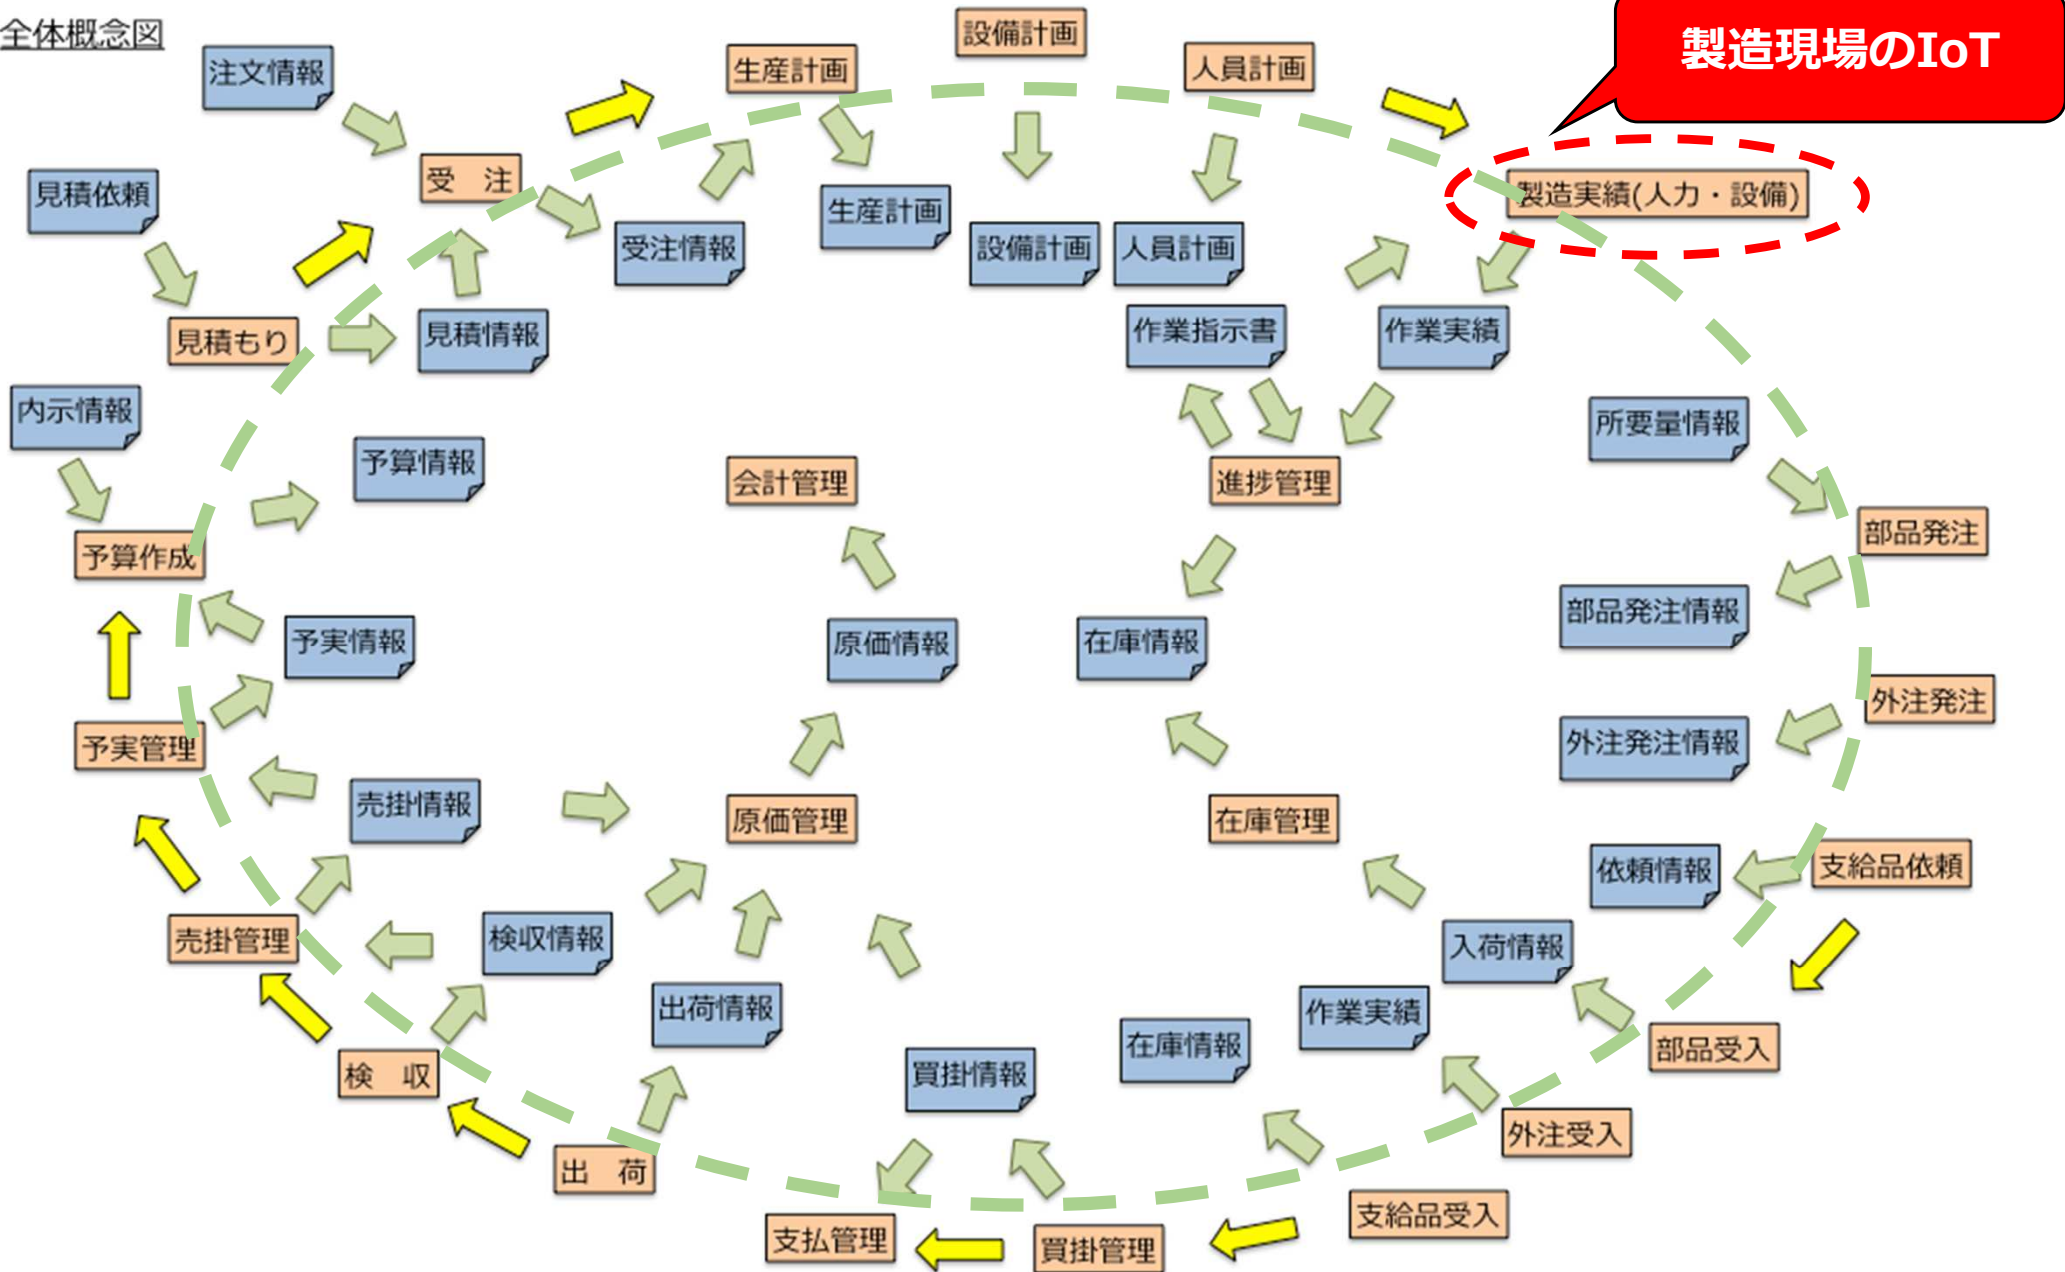 全体概念図
設備計画
製造現場のIoT
注文情報
生産計画
人員計画
受　注
見積依頼
製造実績(人力・設備)
生産計画
受注情報
設備計画
人員計画
見積もり
見積情報
作業指示書
作業実績
内示情報
所要量情報
予算情報
会計管理
進捗管理
部品発注
予算作成
部品発注情報
予実情報
原価情報
在庫情報
外注発注
予実管理
外注発注情報
売掛情報
原価管理
在庫管理
依頼情報
支給品依頼
売掛管理
検収情報
入荷情報
出荷情報
作業実績
在庫情報
部品受入
検　収
買掛情報
外注受入
出　荷
支給品受入
支払管理
買掛管理